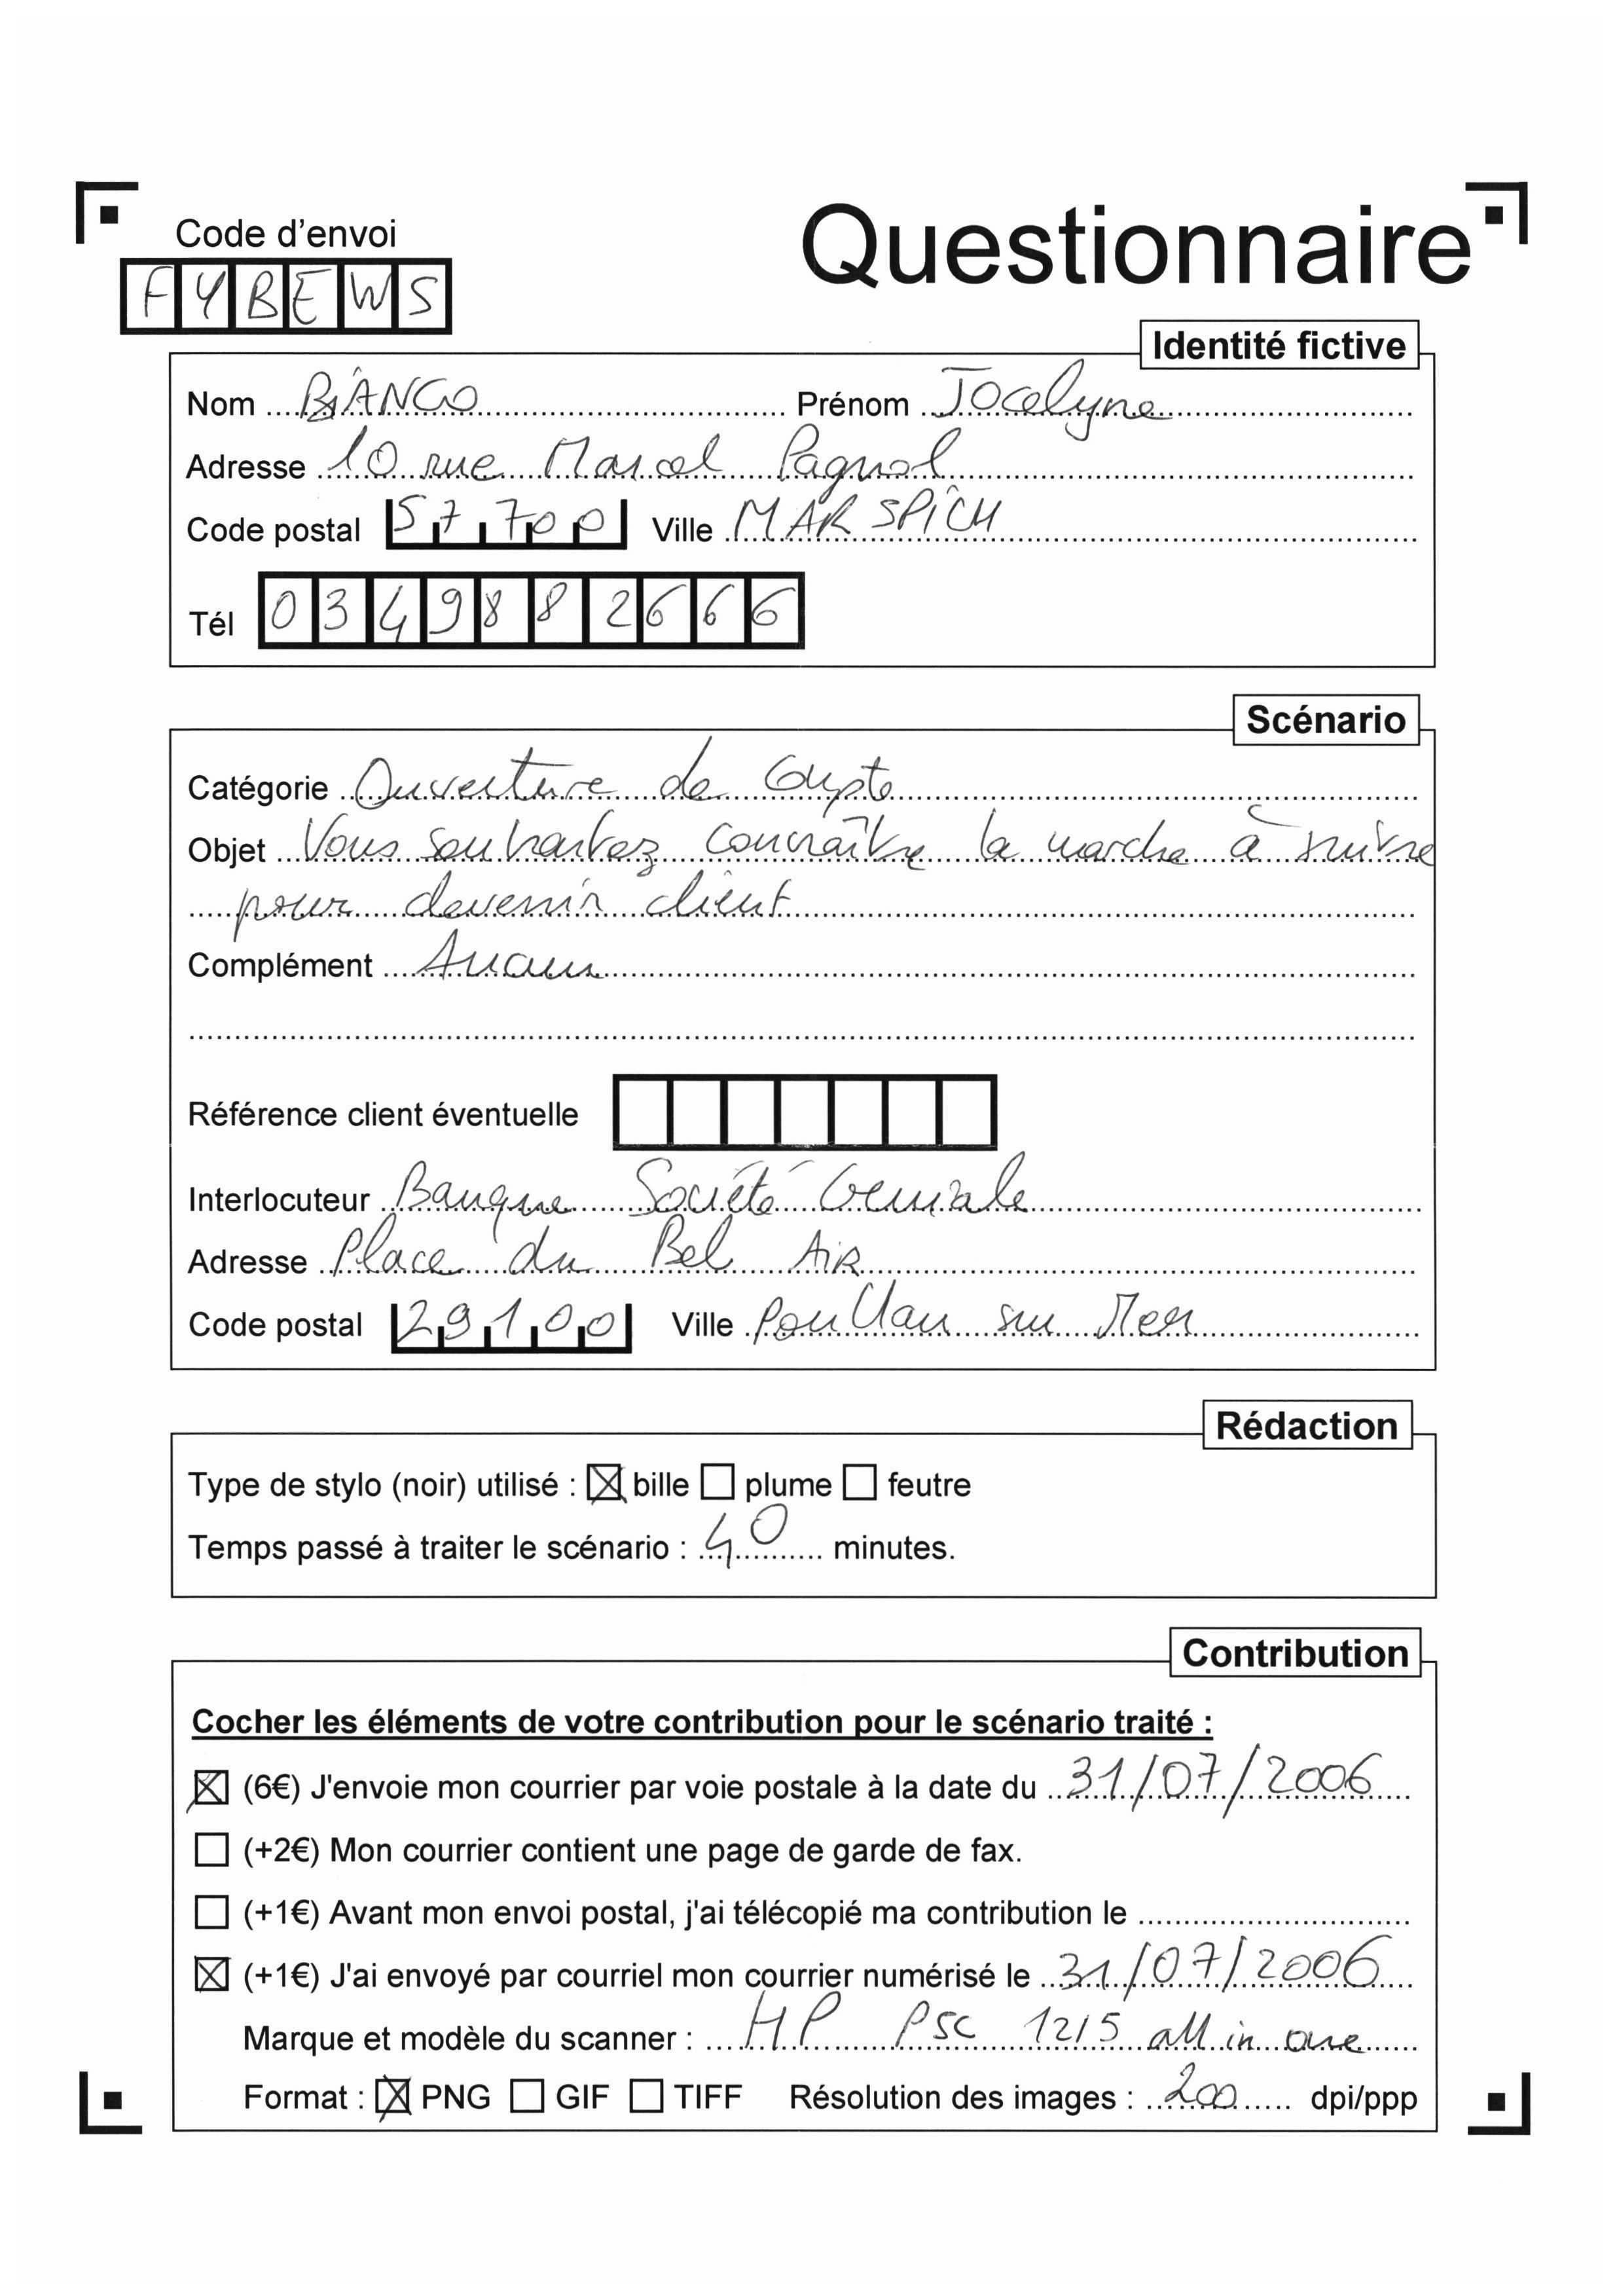 Code d'envoi
Questionnaire
FYBEWS
Identité fictive
Nom BiANCO Prénom Jocelyne
Adresse 10 rue Marcel Pagnol
Code postal 57700 Ville MARSPiCH
Tél 0349882666
Scénario
Catégorie Ouverture de Compte
Objet Vous souhaitez connaître la marche à suivre
pour devenir client
Complément Aucun
Référence client éventuelle
Interlocuteur Banque Société Geniale
Adresse Place du Bel AiR
Code postal 29100 Ville Poullan sur Mer
Rédaction
Type de stylo (noir) utilisé : ☒ bille ☐ plume ☐ feutre
Temps passé à traiter le scénario : 40 minutes.
Contribution
Cocher les éléments de votre contribution pour le scénario traité :
☒ (6€) J'envoie mon courrier par voie postale à la date du 31/07/2006
☐ (+2€) Mon courrier contient une page de garde de fax.
☐ (+1€) Avant mon envoi postal, j'ai télécopié ma contribution le
☒ (+1€) J'ai envoyé par courriel mon courrier numérisé le 31/07/2006
Marque et modèle du scanner : HP PSC 1215 all in one
Format : ☒ PNG ☐ GIF ☐ TIFF Résolution des images : 200 dpi/ppp